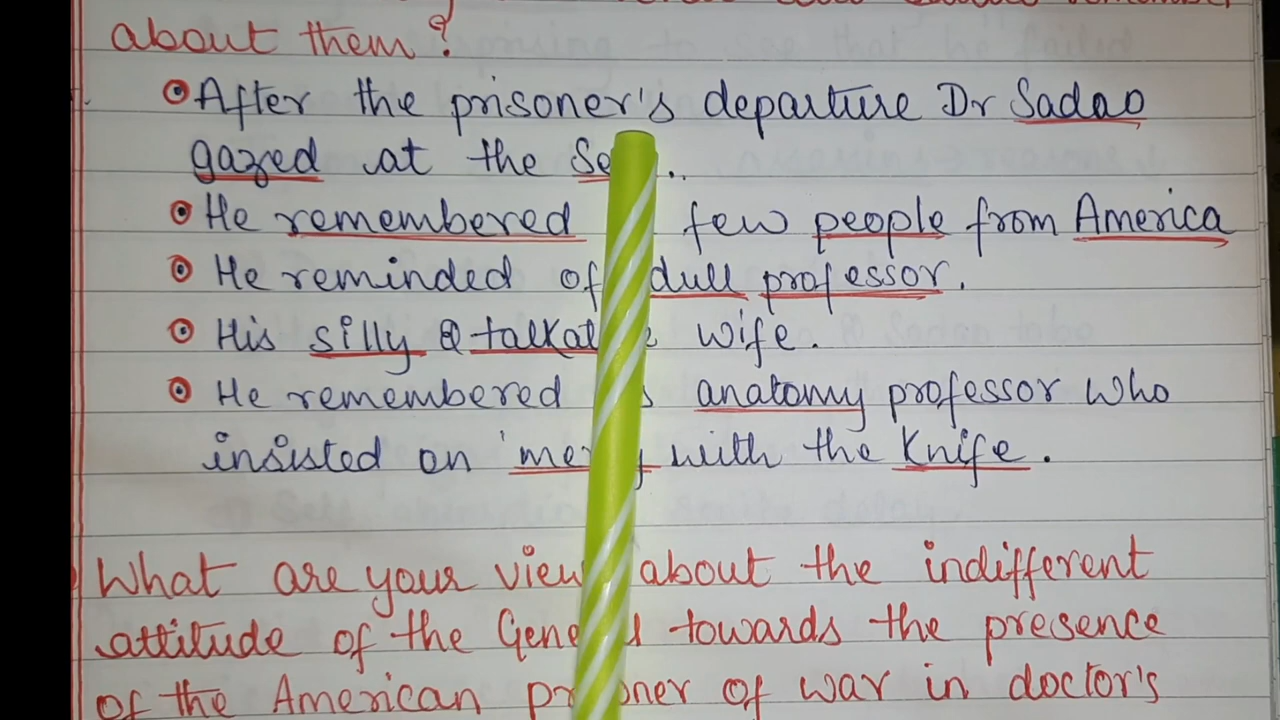 remember
about them?
After the prisoner's departure Dr Sadao
gazed at the ..
He remembered few people from America
He reminded of dull professor.
His silly & wife.
He remembered anatomy professor who
insisted on with the knife.
What are your about the indifferent
attitude of the towards the presence
of the American of war in doctor's